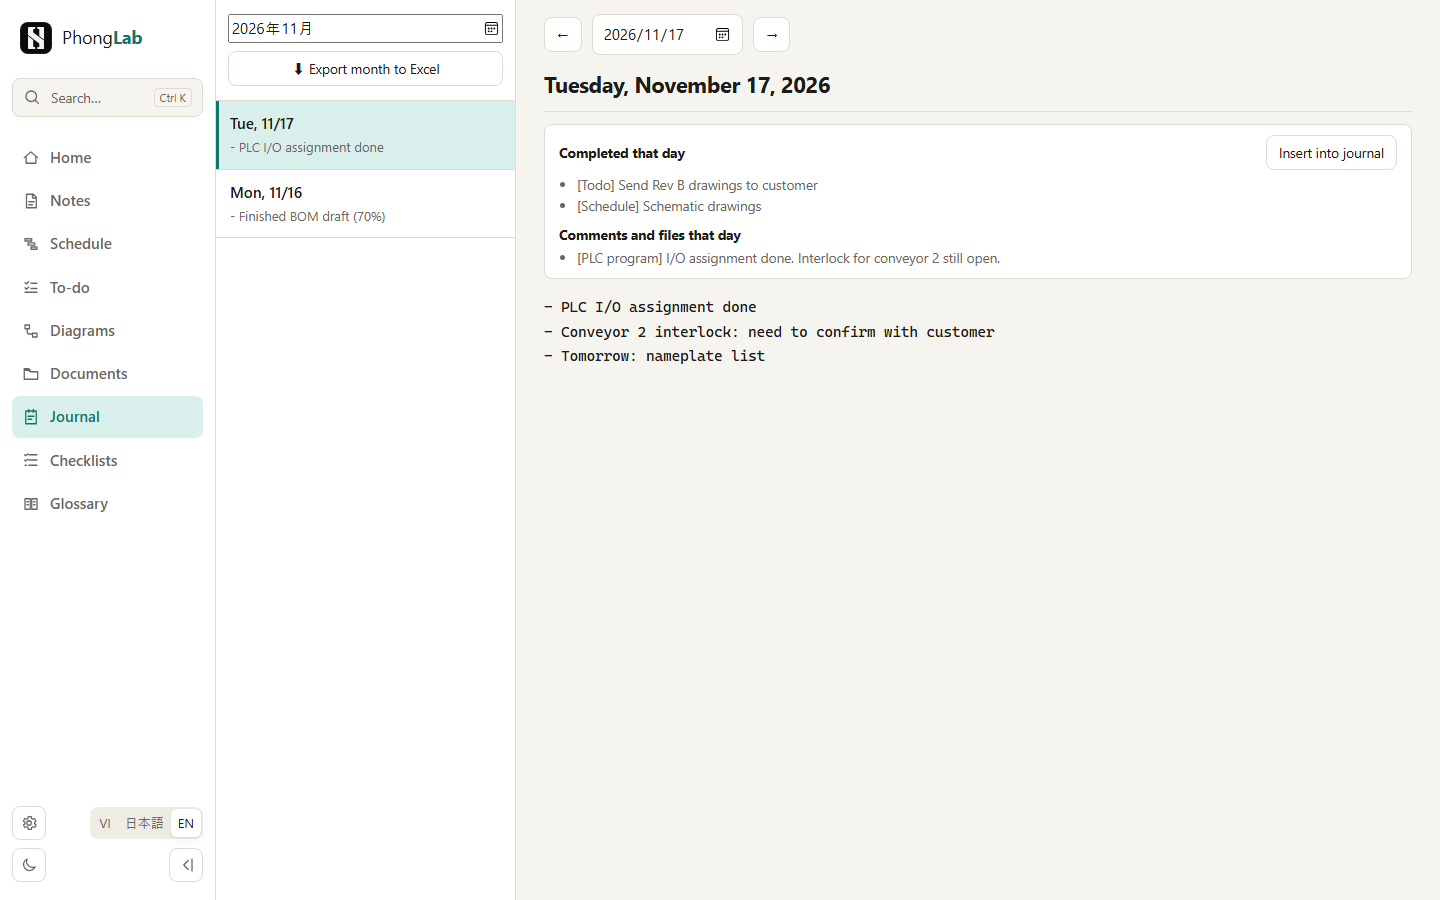 PhongLab
Search...
Ctrl K
Home
Notes
Schedule
To-do
Diagrams
Documents
Journal
Checklists
Glossary
VI
日本語
EN
2026年11月
⬇ Export month to Excel
Tue, 11/17
- PLC I/O assignment done
Mon, 11/16
- Finished BOM draft (70%)
←
2026/11/17
→
Tuesday, November 17, 2026
Completed that day
Insert into journal
• [Todo] Send Rev B drawings to customer
• [Schedule] Schematic drawings
Comments and files that day
• [PLC program] I/O assignment done. Interlock for conveyor 2 still open.
- PLC I/O assignment done
- Conveyor 2 interlock: need to confirm with customer
- Tomorrow: nameplate list